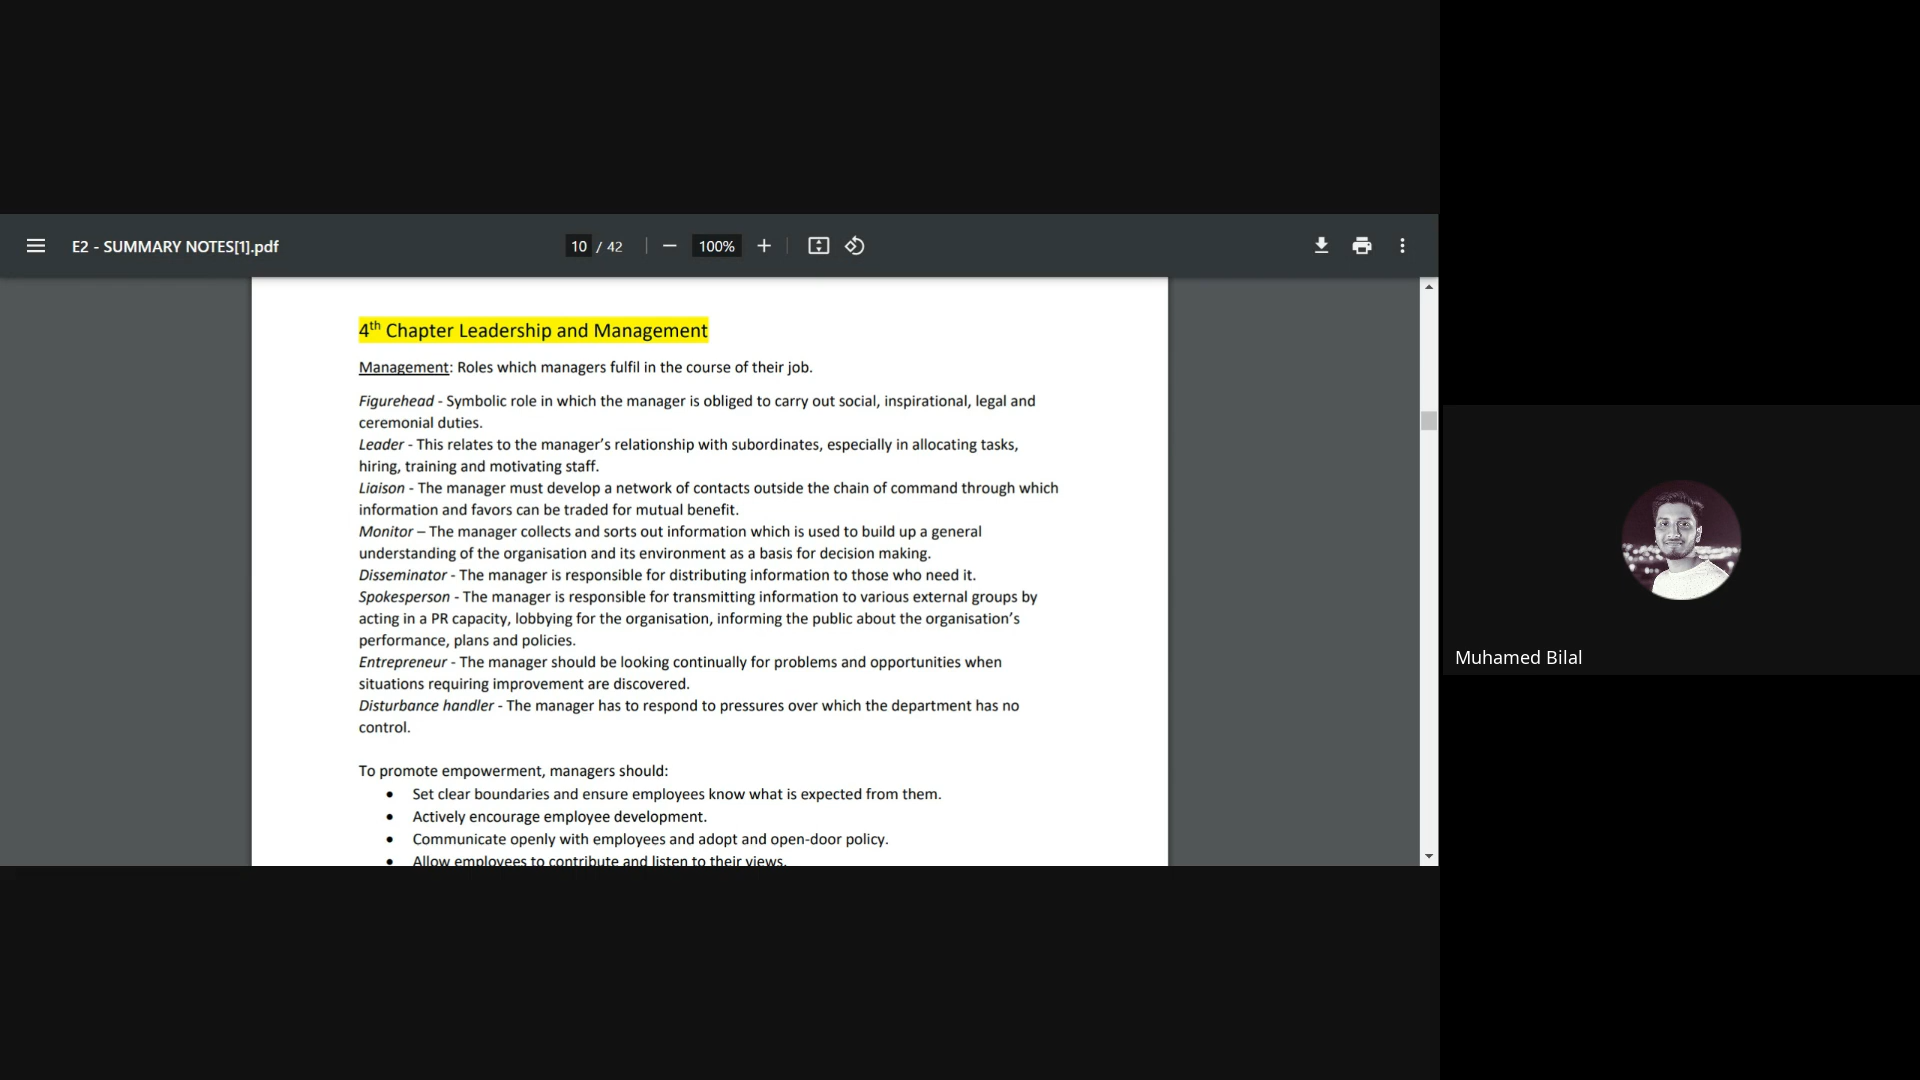 E2 - SUMMARY NOTES[1].pdf
10 / 42
100%
4th Chapter Leadership and Management
Management: Roles which managers fulfil in the course of their job.
Figurehead - Symbolic role in which the manager is obliged to carry out social, inspirational, legal and
ceremonial duties.
Leader - This relates to the manager’s relationship with subordinates, especially in allocating tasks,
hiring, training and motivating staff.
Liaison - The manager must develop a network of contacts outside the chain of command through which
information and favors can be traded for mutual benefit.
Monitor – The manager collects and sorts out information which is used to build up a general
understanding of the organisation and its environment as a basis for decision making.
Disseminator - The manager is responsible for distributing information to those who need it.
Spokesperson - The manager is responsible for transmitting information to various external groups by
acting in a PR capacity, lobbying for the organisation, informing the public about the organisation’s
performance, plans and policies.
Entrepreneur - The manager should be looking continually for problems and opportunities when
situations requiring improvement are discovered.
Disturbance handler - The manager has to respond to pressures over which the department has no
control.
To promote empowerment, managers should:
• Set clear boundaries and ensure employees know what is expected from them.
• Actively encourage employee development.
• Communicate openly with employees and adopt and open-door policy.
• Allow employees to contribute and listen to their views.
Muhamed Bilal